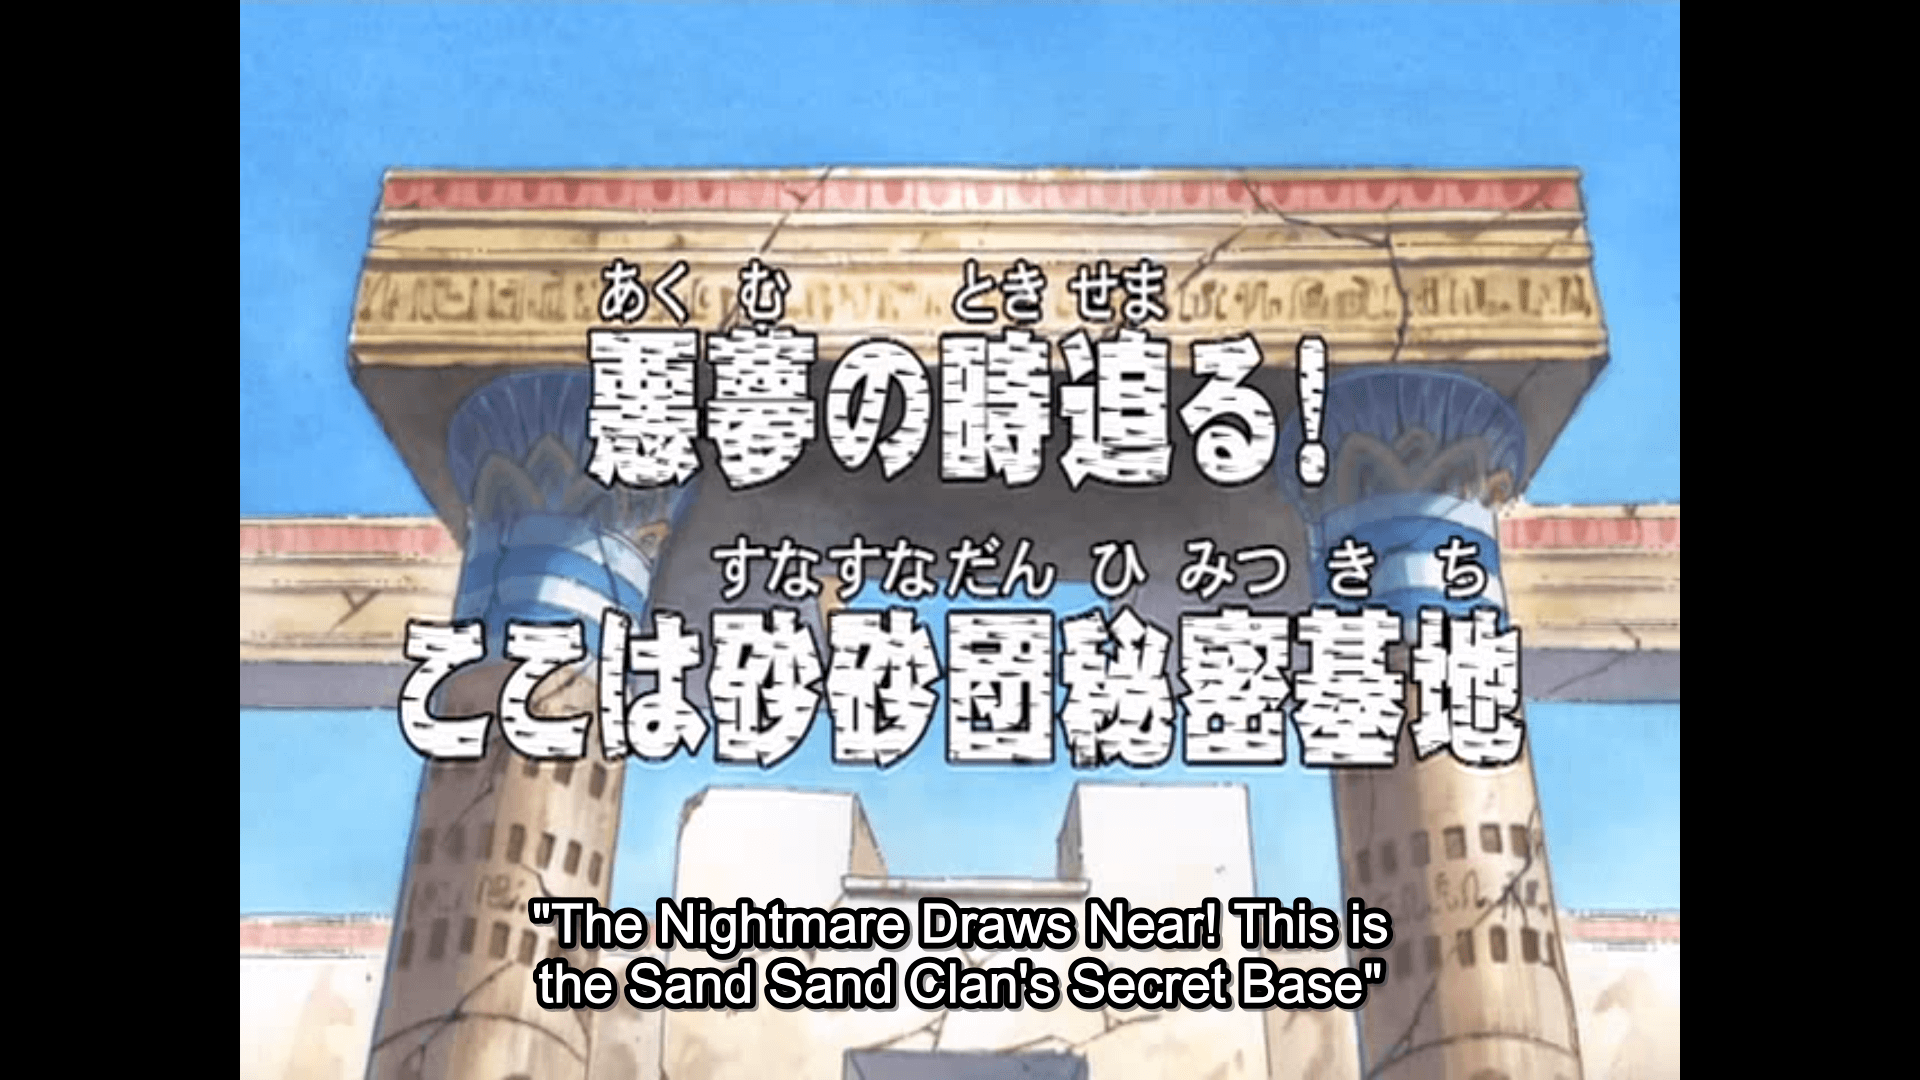 あくむ ときせま
悪夢の時迫る！
すなすなだん ひみつきち
ここは砂砂団秘密基地
"The Nightmare Draws Near! This is
the Sand Sand Clan's Secret Base"